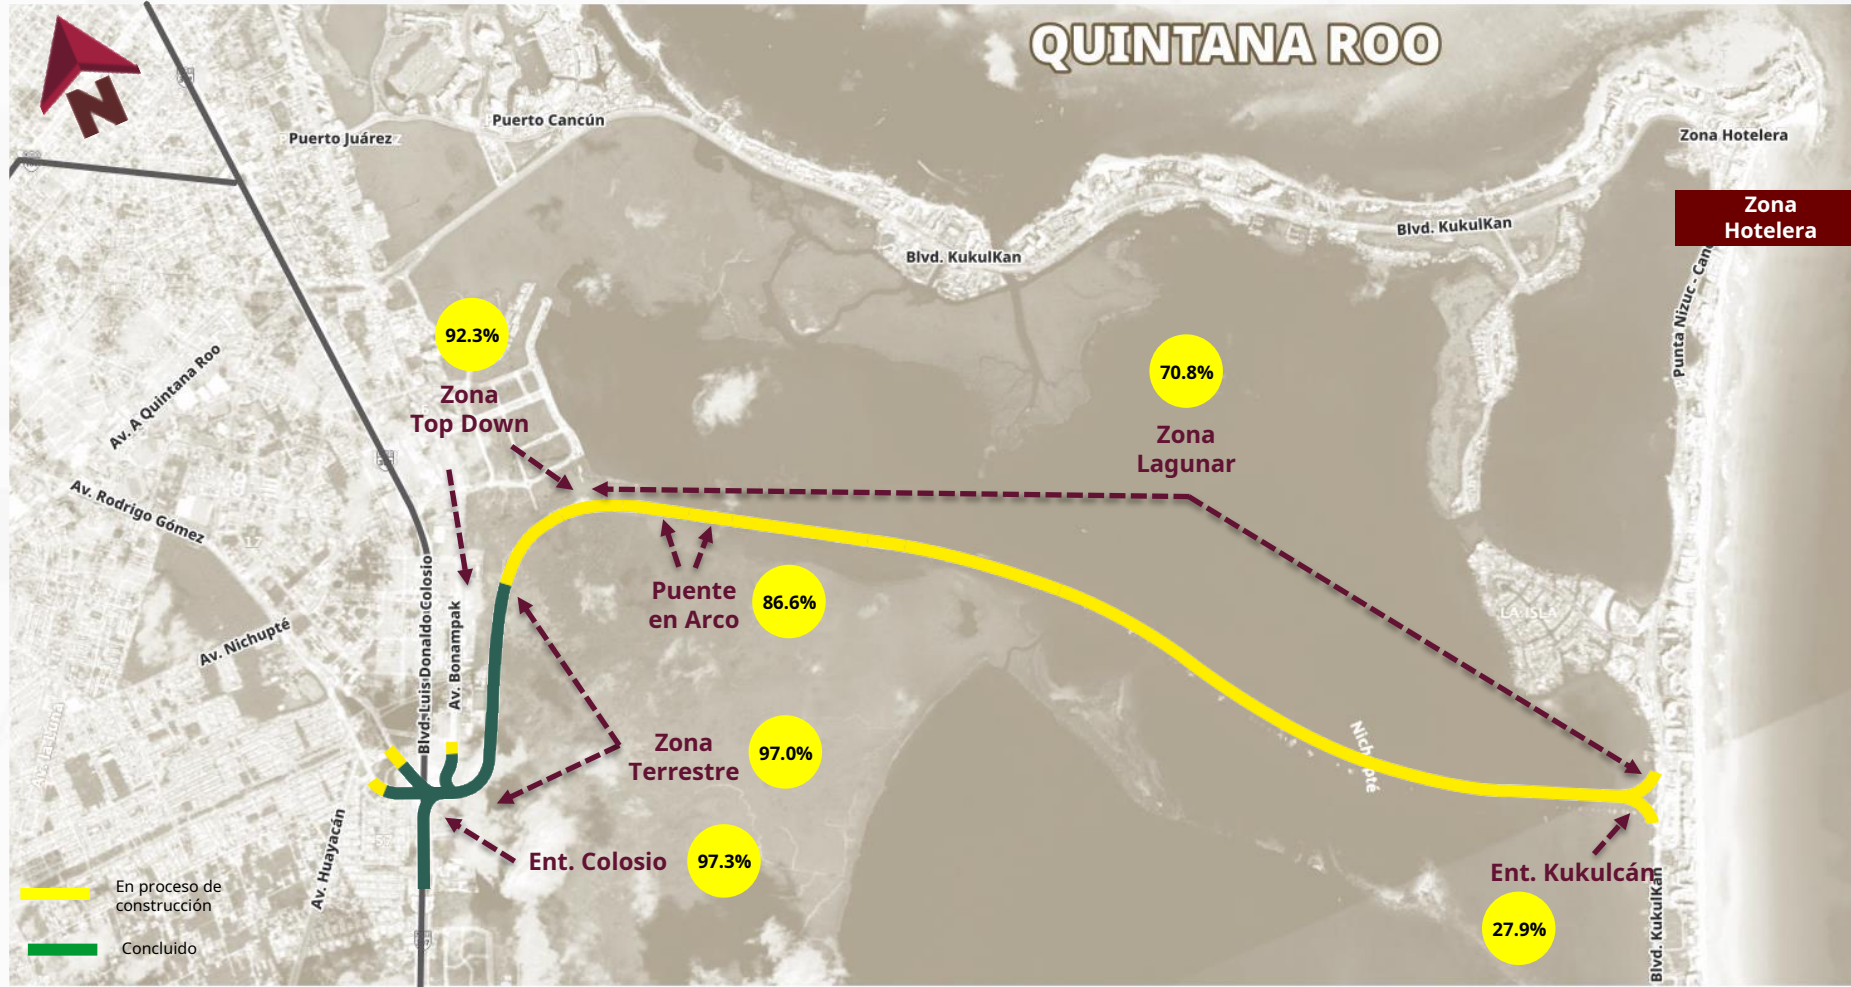 QUINTANA ROO
N
Puerto Juárez
Puerto Cancún
Zona Hotelera
Zona
Hotelera
Blvd. KukulKan
Blvd. KukulKan
Punta Nizuc - Can
92.3%
Zona
Top Down
70.8%
Zona
Lagunar
Av. A Quintana Roo
Av. Rodrigo Gómez
Av. Nichupté
Blvd. Luis Donaldo Colosio
Av. Bonampak
Puente
en Arco
86.6%
LA ISLA
Zona
Terrestre
97.0%
Nichupté
Av. Huayacán
Ent. Colosio
97.3%
Ent. Kukulcán
27.9%
Blvd. KukulKan
En proceso de
construcción
Concluido